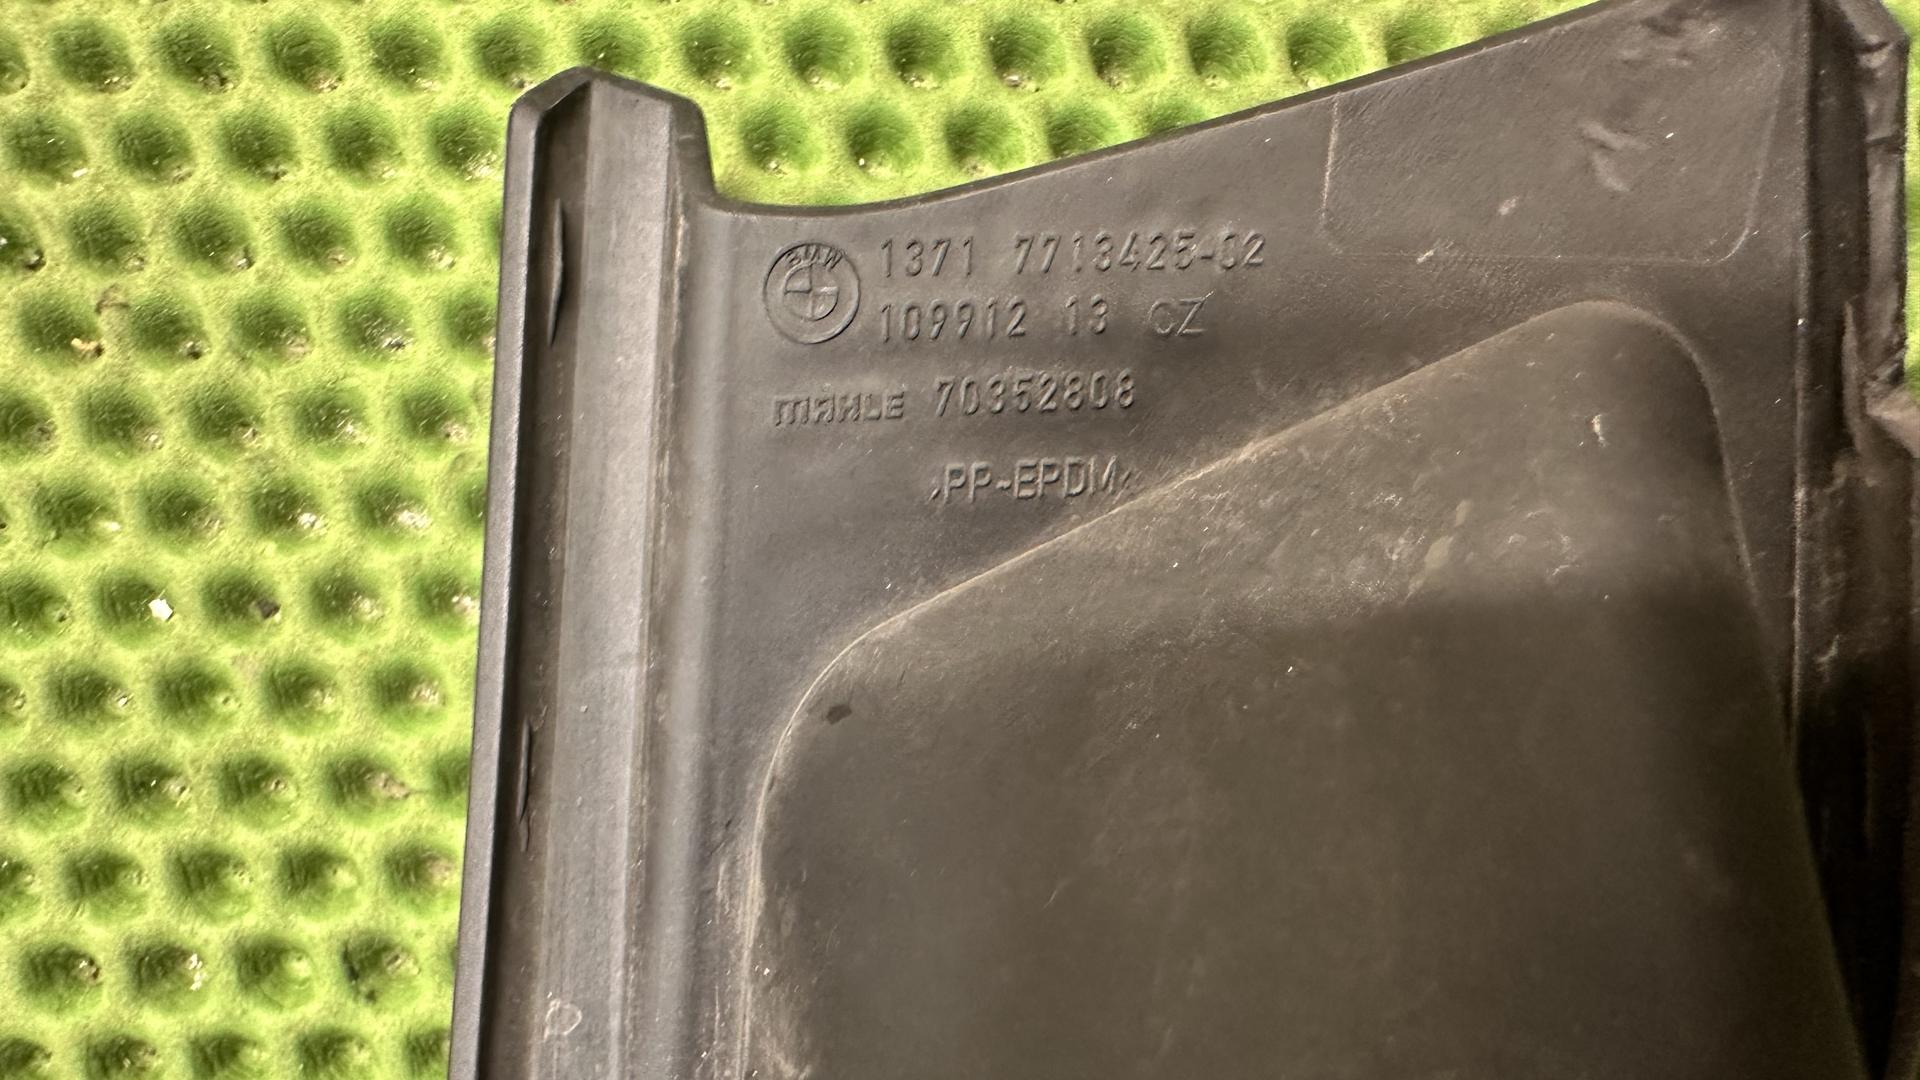 BMW
1371 7713425-02
109912 13 CZ
MAHLE 70352808
>PP-EPDM<